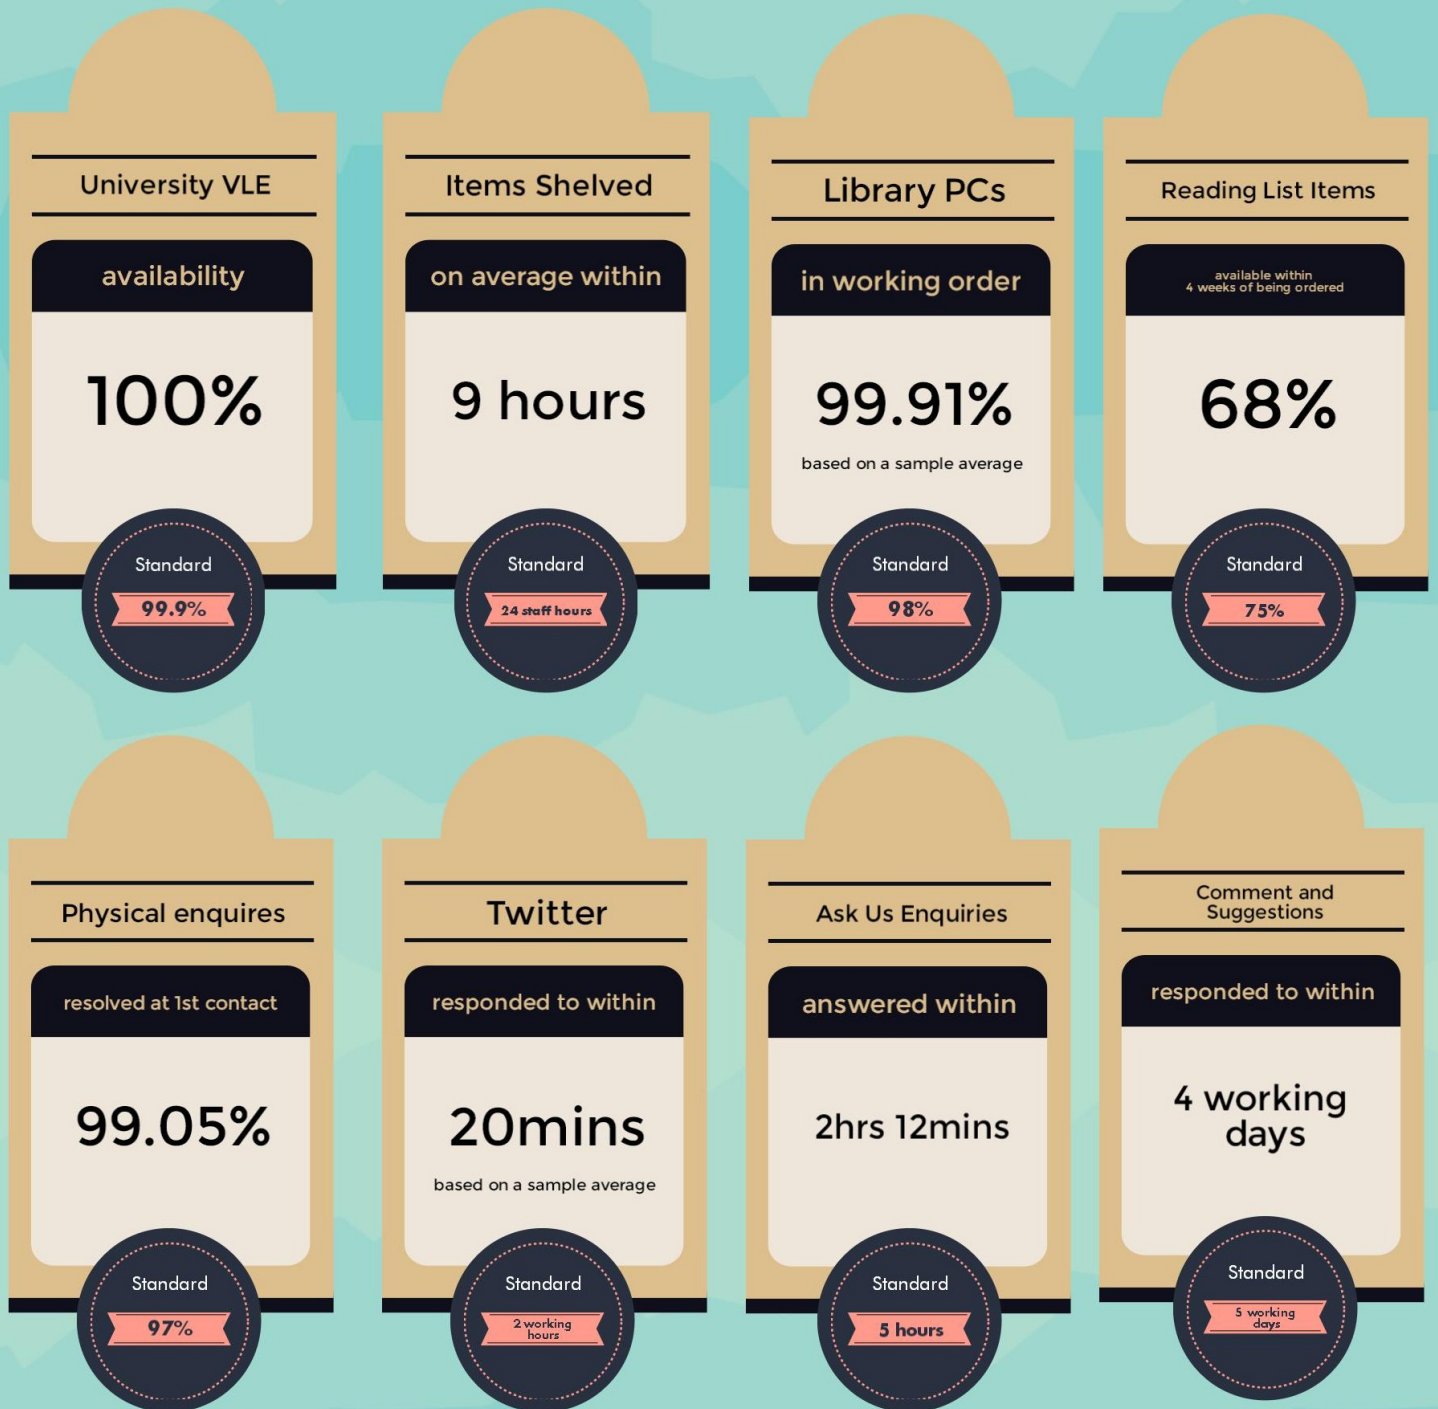 University VLE
availability
100%
Standard
99.9%
Items Shelved
on average within
9 hours
Standard
24 staff hours
Library PCs
in working order
99.91%
based on a sample average
Standard
98%
Reading List Items
available within
4 weeks of being ordered
68%
Standard
75%
Physical enquires
resolved at 1st contact
99.05%
Standard
97%
Twitter
responded to within
20mins
based on a sample average
Standard
2 working
hours
Ask Us Enquiries
answered within
2hrs 12mins
Standard
5 hours
Comment and
Suggestions
responded to within
4 working
days
Standard
5 working
days